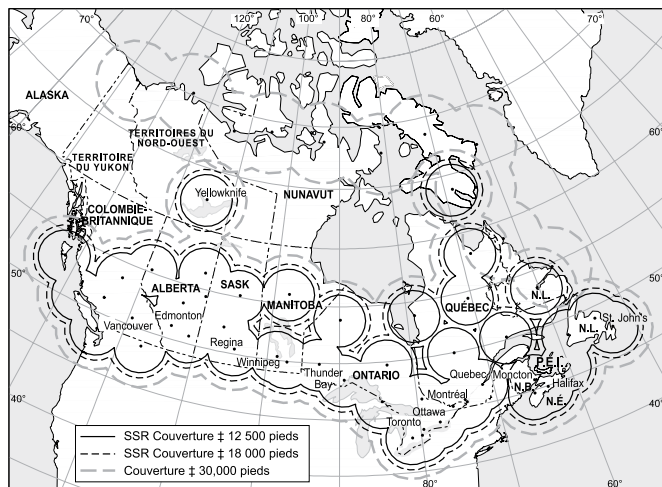 120°
100°
80°
60°
70°
70°
ALASKA
60°
TERRITOIRES DU
NORD-OUEST
TERRITOIRE
DU YUKON
60°
Yellowknife
NUNAVUT
COLOMBIE-
BRITANNIQUE
50°
ALBERTA
SASK
MANITOBA
QUÉBEC
N.L.
50°
Edmonton
Vancouver
N.L.
St. John's
Regina
Winnipeg
Thunder
Bay
ONTARIO
Quebec
Moncton
P.E.I.
N.B.
Halifax
N.É.
Montréal
Ottawa
Toronto
40°
40°
80°
60°
SSR Couverture ‡ 12 500 pieds
SSR Couverture ‡ 18 000 pieds
Couverture ‡ 30,000 pieds